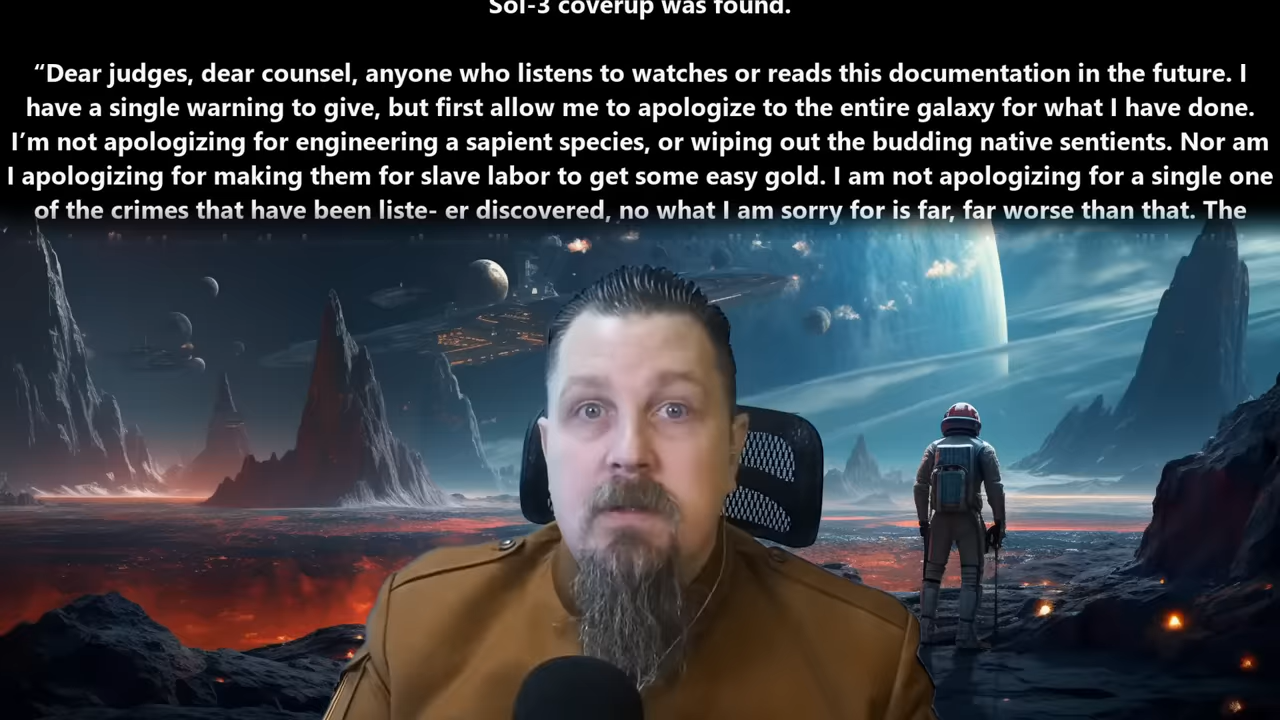 Sol-3 coverup was found.
“Dear judges, dear counsel, anyone who listens to watches or reads this documentation in the future. I
have a single warning to give, but first allow me to apologize to the entire galaxy for what I have done.
I’m not apologizing for engineering a sapient species, or wiping out the budding native sentients. Nor am
I apologizing for making them for slave labor to get some easy gold. I am not apologizing for a single one
of the crimes that have been liste- er discovered, no what I am sorry for is far, far worse than that. The